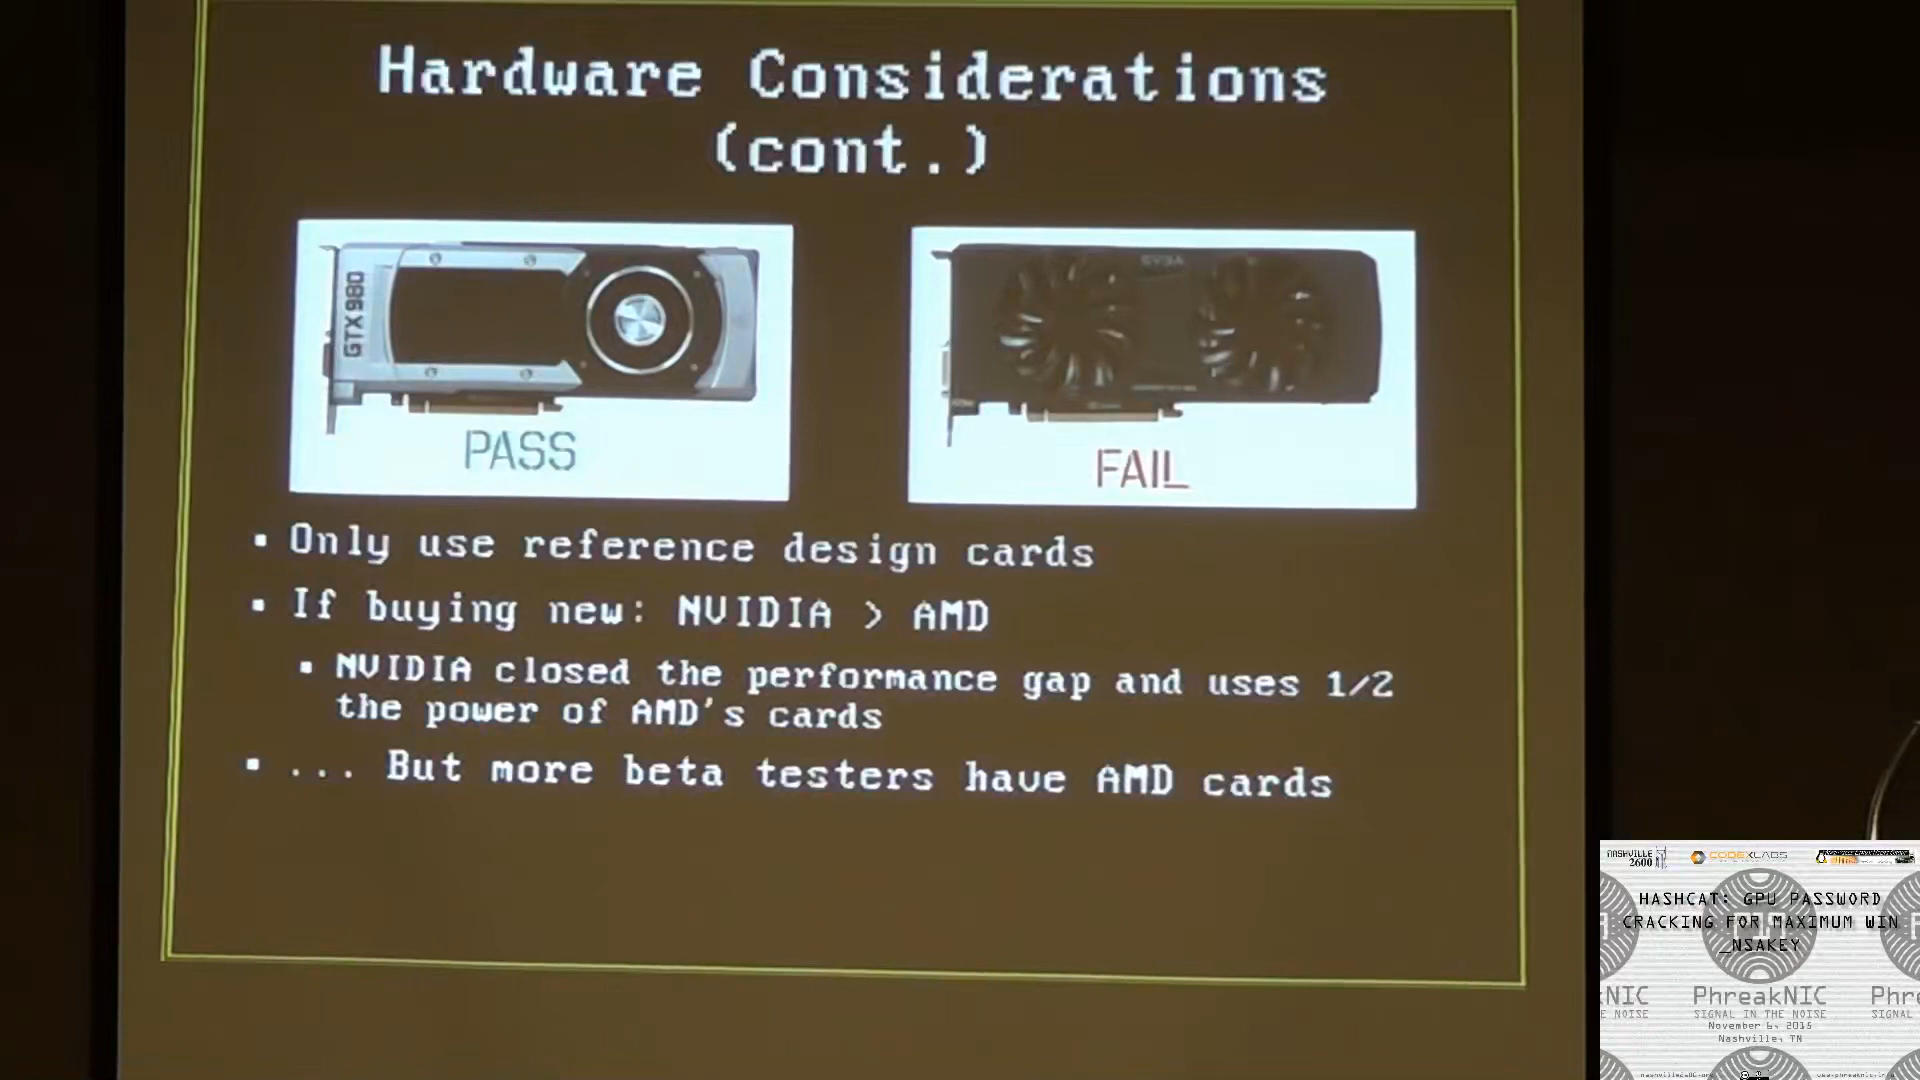 Hardware Considerations
(cont.)
GTX 980
EVGA
PASS
FAIL
▪ Only use reference design cards
▪ If buying new: NVIDIA > AMD
▪ NVIDIA closed the performance gap and uses 1/2
the power of AMD's cards
▪ ... But more beta testers have AMD cards
NASHVILLE
2600
CODEXLABS
HASHCAT: GPU PASSWORD
CRACKING FOR MAXIMUM WIN
_NSAKEY
PhreakNIC
SIGNAL IN THE NOISE
November 6, 2015
Nashville, TN